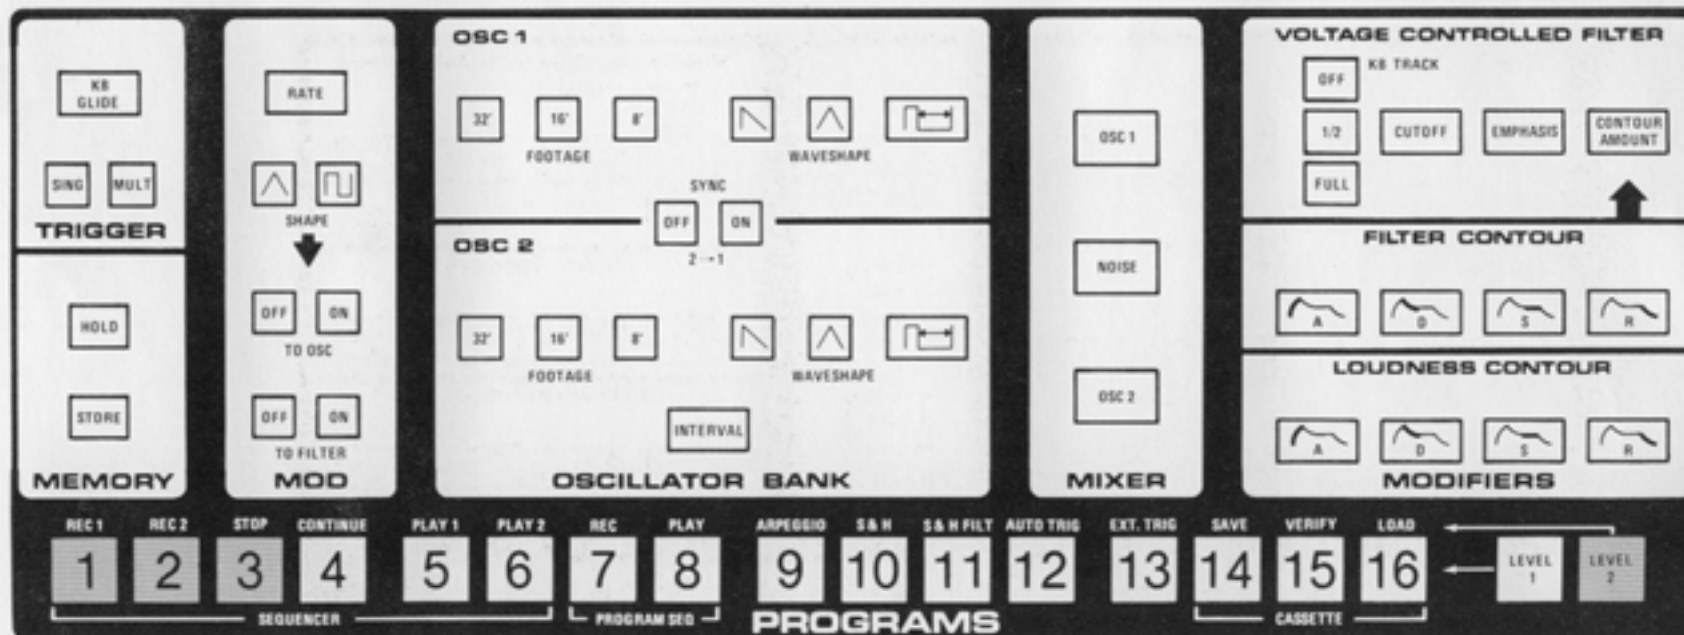 KB GLIDE
SING MULT
TRIGGER
HOLD
STORE
MEMORY
RATE
SHAPE
OFF ON
TO OSC
OFF ON
TO FILTER
MOD
OSC 1
32' 16' 8'
FOOTAGE WAVESHAPE
SYNC
OFF ON
2→1
OSC 2
32' 16' 8'
FOOTAGE WAVESHAPE
INTERVAL
OSCILLATOR BANK
OSC 1
NOISE
OSC 2
MIXER
VOLTAGE CONTROLLED FILTER
KB TRACK
OFF
1/2 CUTOFF EMPHASIS CONTOUR AMOUNT
FULL
FILTER CONTOUR
A D S R
LOUDNESS CONTOUR
A D S R
MODIFIERS
REC 1 REC 2 STOP CONTINUE PLAY 1 PLAY 2 REC PLAY ARPEGGIO S & H S & H FILT AUTO TRIG EXT. TRIG SAVE VERIFY LOAD
1 2 3 4 5 6 7 8 9 10 11 12 13 14 15 16 LEVEL 1 LEVEL 2
SEQUENCER PROGRAM SEQ PROGRAMS CASSETTE